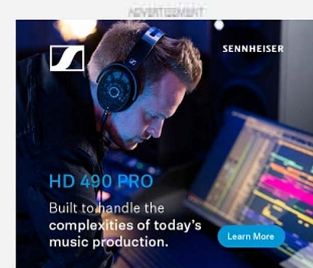 ADVERTISEMENT
SENNHEISER
HD 490 PRO
Built to handle the
complexities of today's
music production.
Learn More